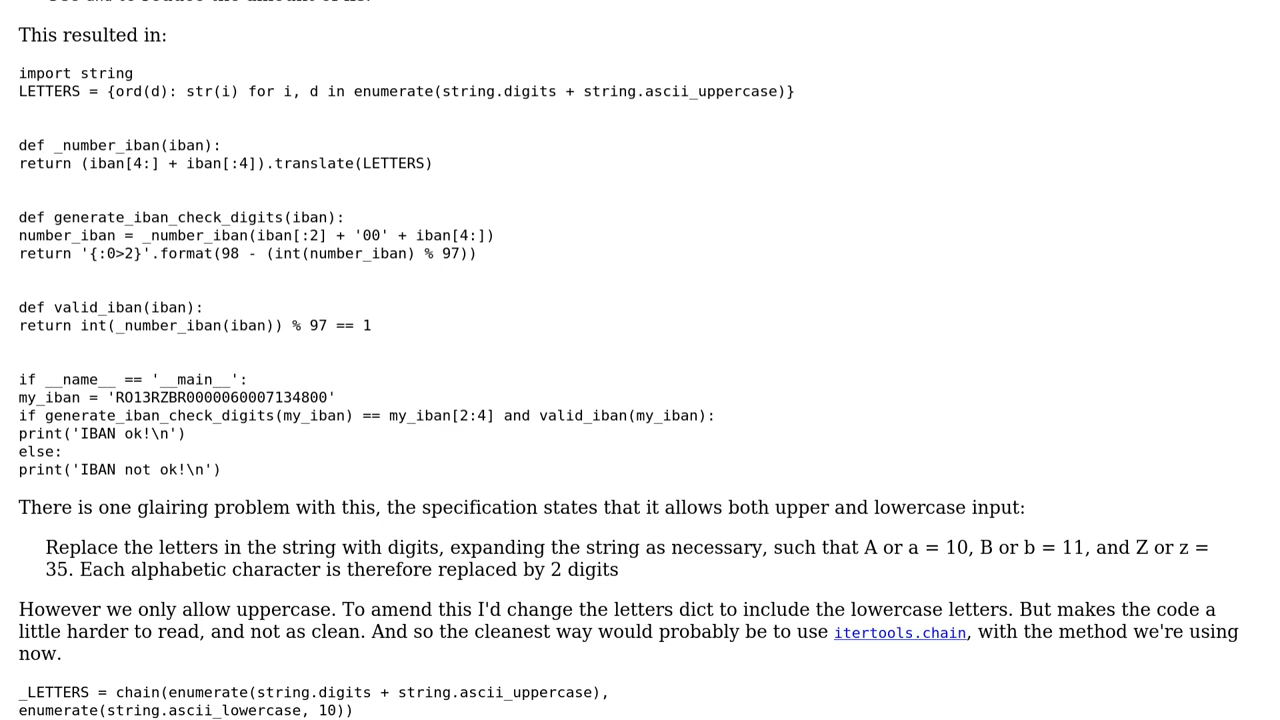 This resulted in:
import string
LETTERS = {ord(d): str(i) for i, d in enumerate(string.digits + string.ascii_uppercase)}
def _number_iban(iban):
return (iban[4:] + iban[:4]).translate(LETTERS)
def generate_iban_check_digits(iban):
number_iban = _number_iban(iban[:2] + '00' + iban[4:])
return '{:0>2}'.format(98 - (int(number_iban) % 97))
def valid_iban(iban):
return int(_number_iban(iban)) % 97 == 1
if __name__ == '__main__':
my_iban = 'RO13RZBR0000060007134800'
if generate_iban_check_digits(my_iban) == my_iban[2:4] and valid_iban(my_iban):
print('IBAN ok!\n')
else:
print('IBAN not ok!\n')
There is one glairing problem with this, the specification states that it allows both upper and lowercase input:
Replace the letters in the string with digits, expanding the string as necessary, such that A or a = 10, B or b = 11, and Z or z =
35. Each alphabetic character is therefore replaced by 2 digits
However we only allow uppercase. To amend this I'd change the letters dict to include the lowercase letters. But makes the code a
little harder to read, and not as clean. And so the cleanest way would probably be to use itertools.chain, with the method we're using
now.
_LETTERS = chain(enumerate(string.digits + string.ascii_uppercase),
enumerate(string.ascii_lowercase, 10))